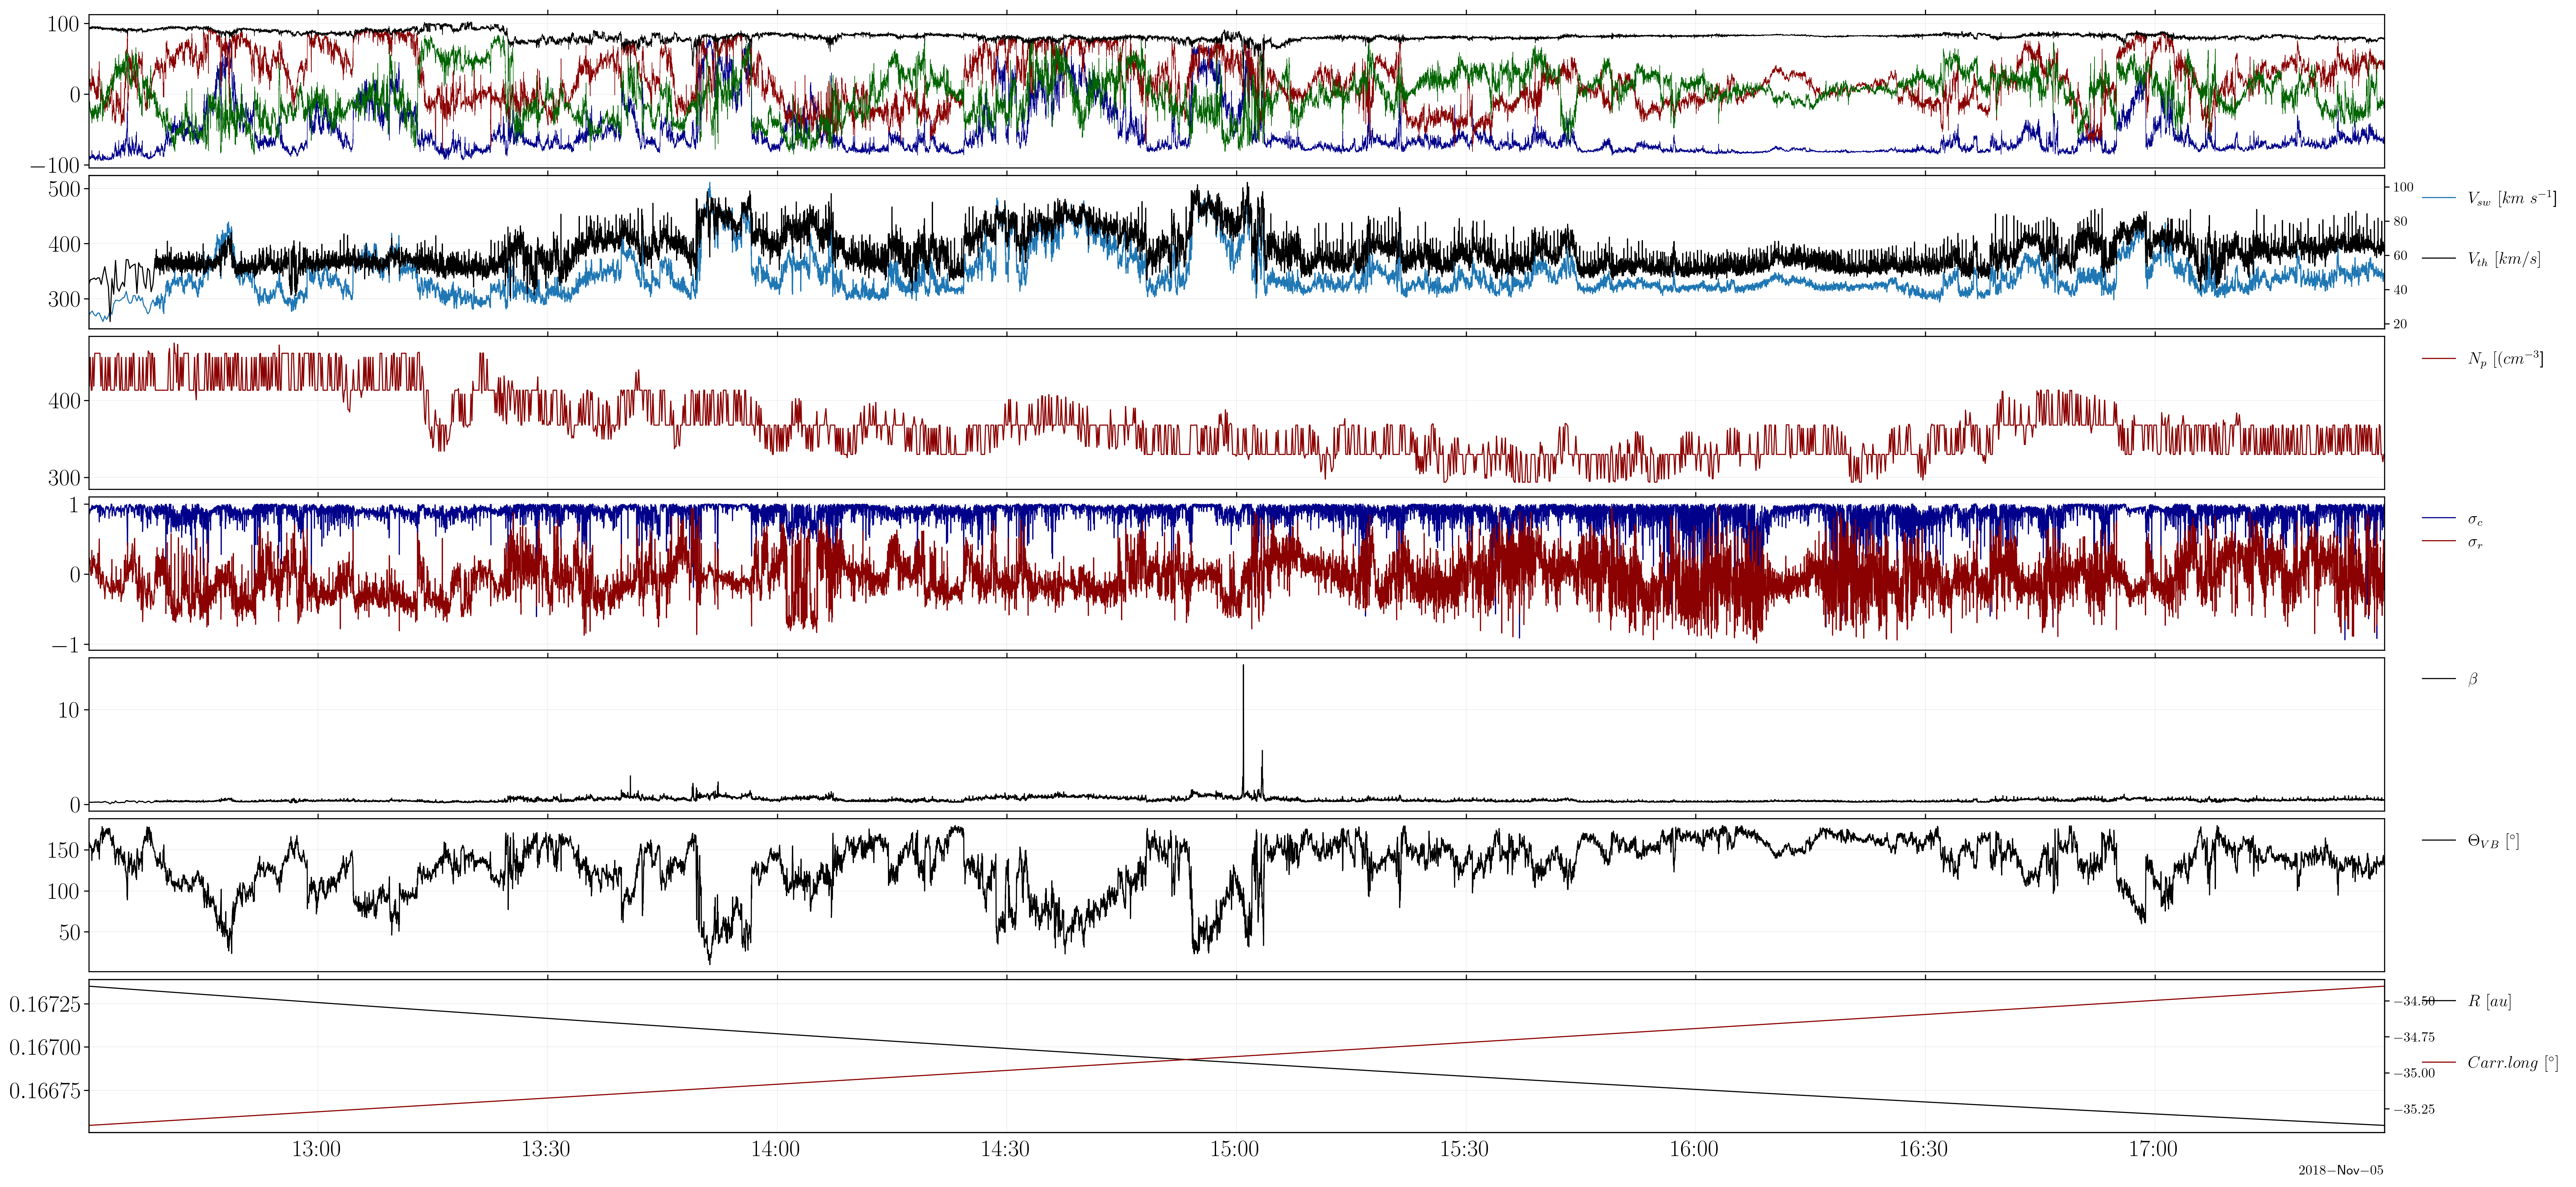 100
0
−100
500
400
300
100
80
60
40
20
V_sw [km s⁻¹]
V_th [km/s]
400
300
N_p [(cm⁻³]
1
0
−1
σ_c
σ_r
10
0
β
150
100
50
Θ_VB [°]
0.16725
0.16700
0.16675
−34.50
−34.75
−35.00
−35.25
R [au]
Carr.long [°]
13:00 13:30 14:00 14:30 15:00 15:30 16:00 16:30 17:00
2018−Nov−05